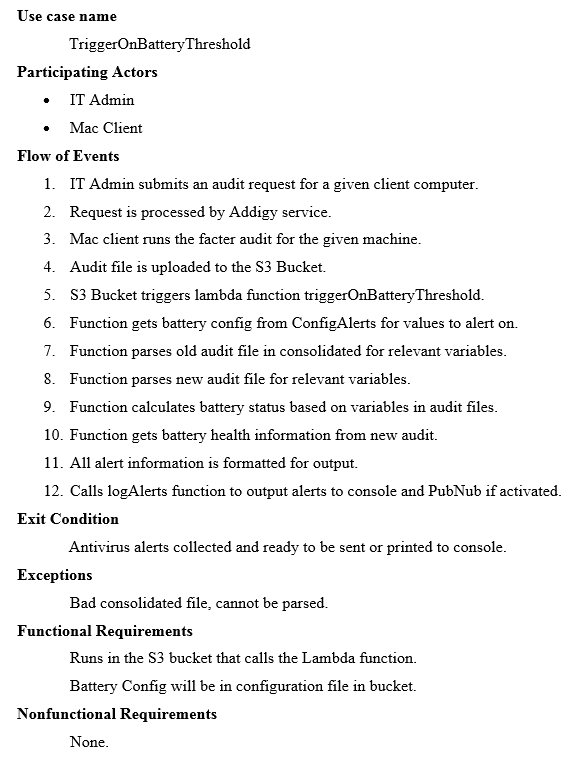 Use case name
TriggerOnBatteryThreshold
Participating Actors
• IT Admin
• Mac Client
Flow of Events
1. IT Admin submits an audit request for a given client computer.
2. Request is processed by Addigy service.
3. Mac client runs the facter audit for the given machine.
4. Audit file is uploaded to the S3 Bucket.
5. S3 Bucket triggers lambda function triggerOnBatteryThreshold.
6. Function gets battery config from ConfigAlerts for values to alert on.
7. Function parses old audit file in consolidated for relevant variables.
8. Function parses new audit file for relevant variables.
9. Function calculates battery status based on variables in audit files.
10. Function gets battery health information from new audit.
11. All alert information is formatted for output.
12. Calls logAlerts function to output alerts to console and PubNub if activated.
Exit Condition
Antivirus alerts collected and ready to be sent or printed to console.
Exceptions
Bad consolidated file, cannot be parsed.
Functional Requirements
Runs in the S3 bucket that calls the Lambda function.
Battery Config will be in configuration file in bucket.
Nonfunctional Requirements
None.